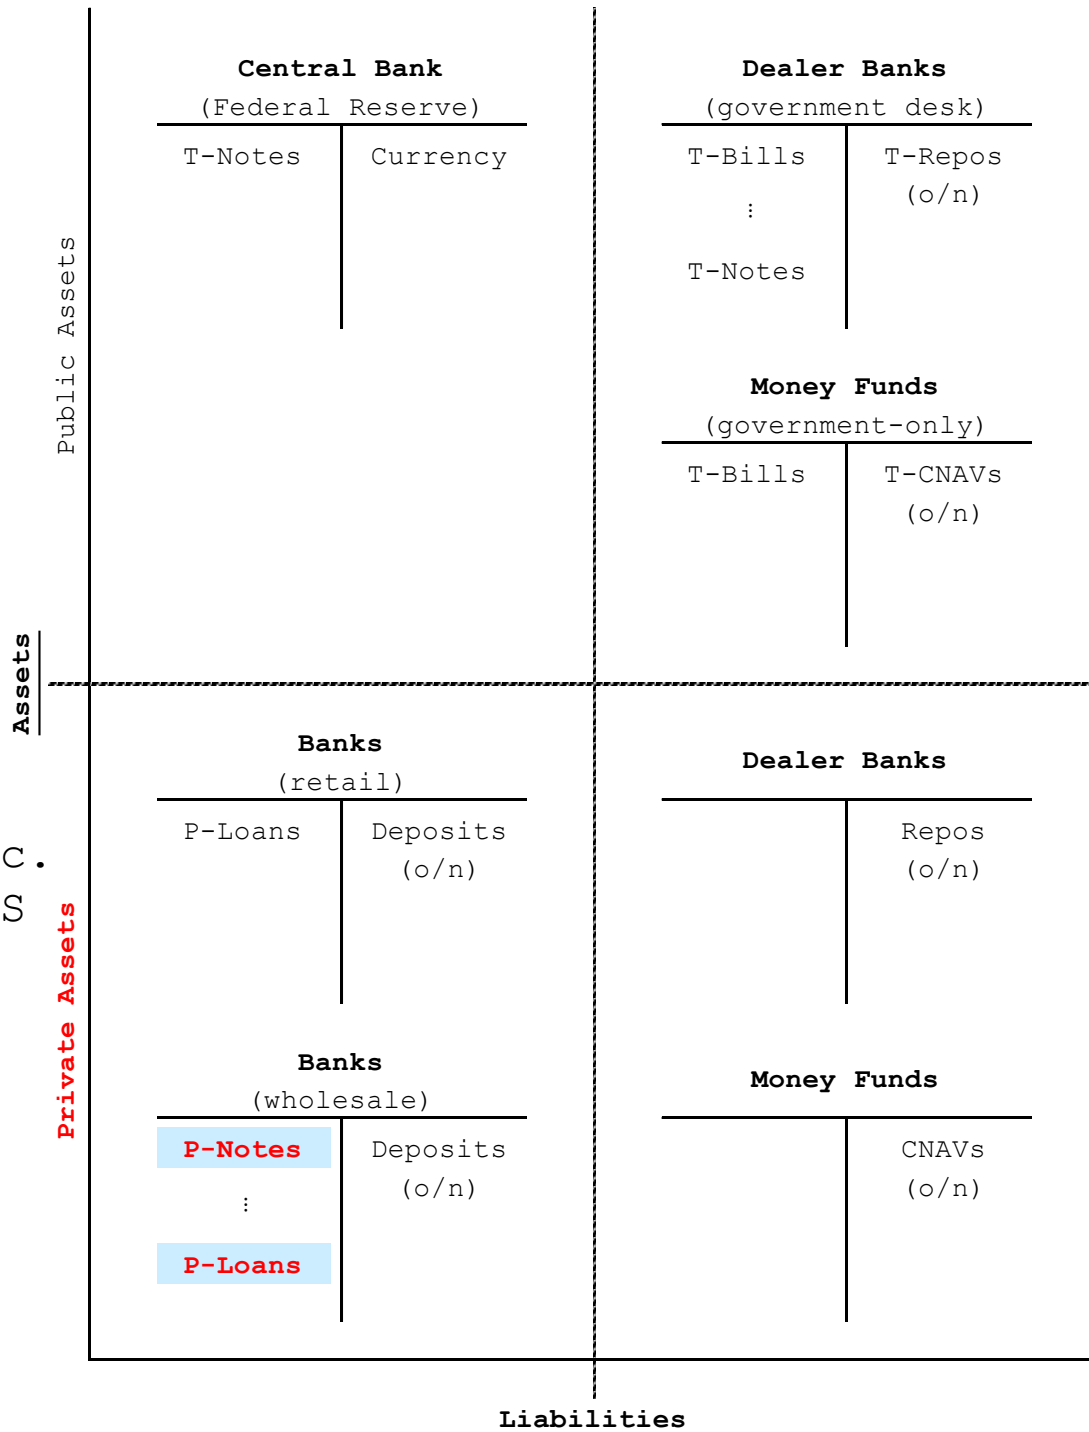 Central Bank
(Federal Reserve)
T-Notes
Currency
Dealer Banks
(government desk)
T-Bills
⋮
T-Notes
T-Repos
(o/n)
Public Assets
Money Funds
(government-only)
T-Bills
T-CNAVs
(o/n)
Assets
Banks
(retail)
P-Loans
Deposits
(o/n)
Dealer Banks
Repos
(o/n)
c.
S
Private Assets
Banks
(wholesale)
P-Notes
⋮
P-Loans
Deposits
(o/n)
Money Funds
CNAVs
(o/n)
Liabilities